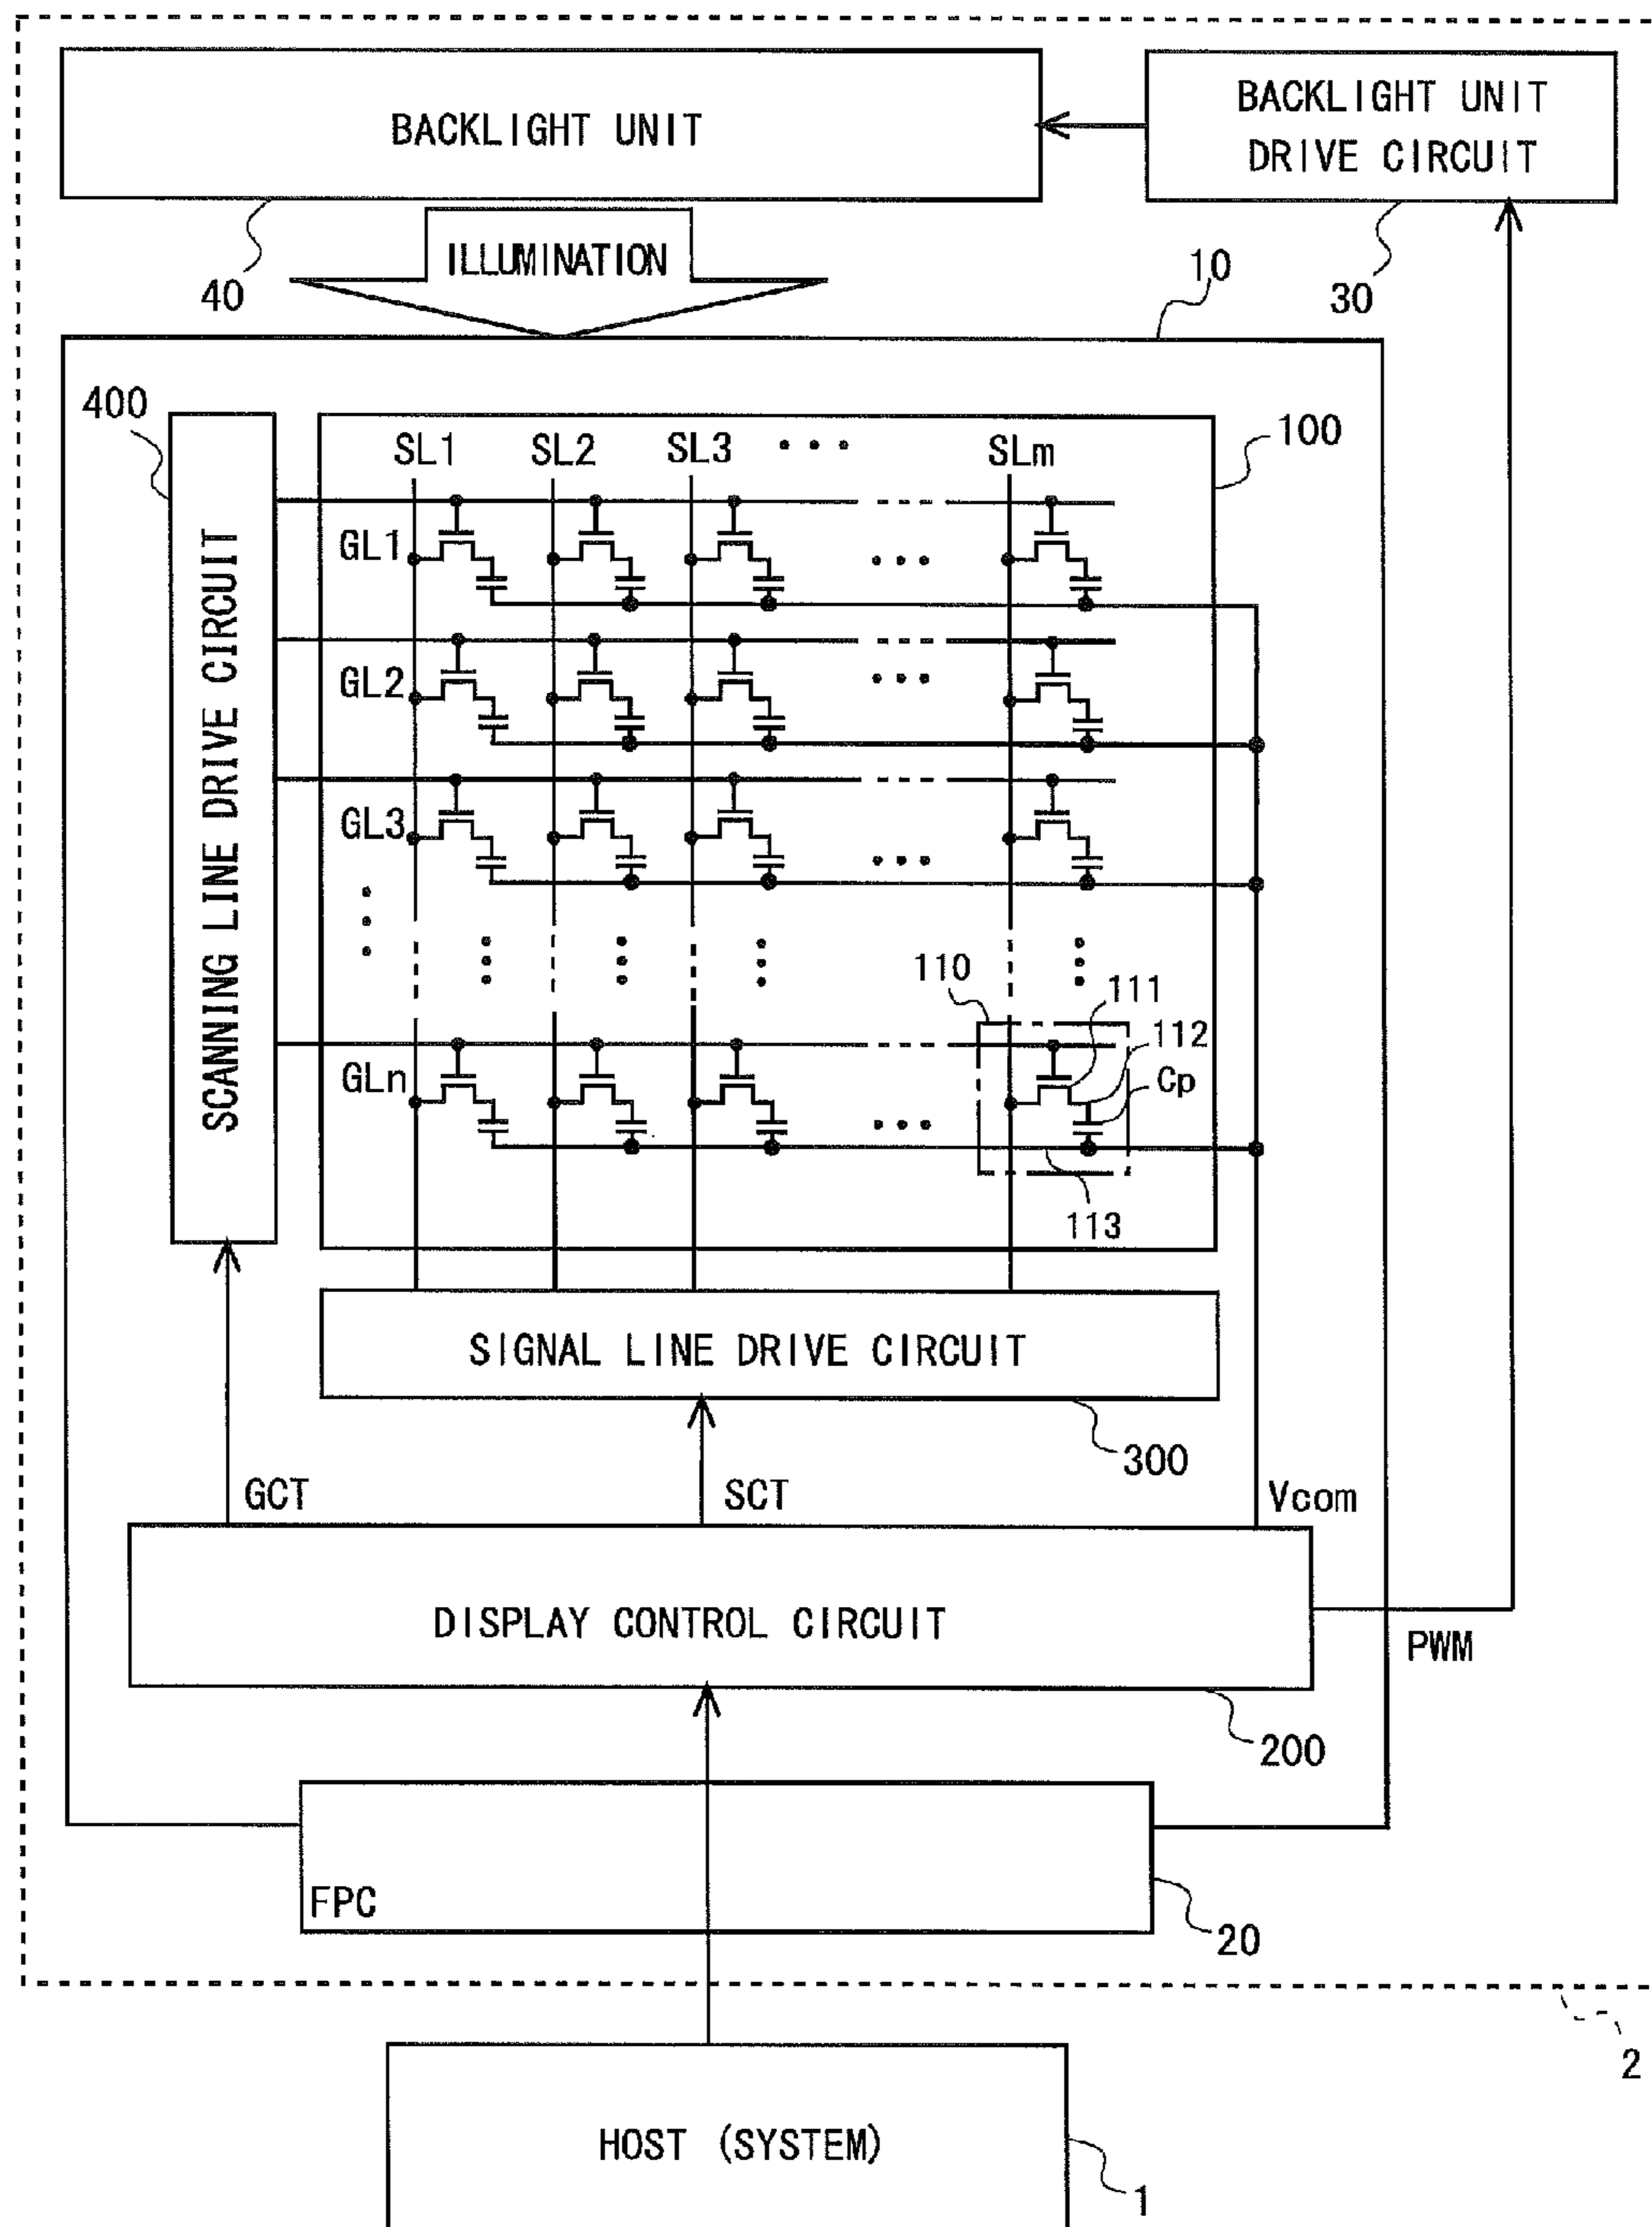 BACKLIGHT UNIT
BACKLIGHT UNIT
DRIVE CIRCUIT
40
ILLUMINATION
30
10
400
SCANNING LINE DRIVE CIRCUIT
100
SL1 SL2 SL3 ••• SLm
GL1
GL2
GL3
GLn
110
111
112
Cp
113
SIGNAL LINE DRIVE CIRCUIT
300
GCT
SCT
Vcom
DISPLAY CONTROL CIRCUIT
PWM
200
FPC
20
2
HOST (SYSTEM)
1